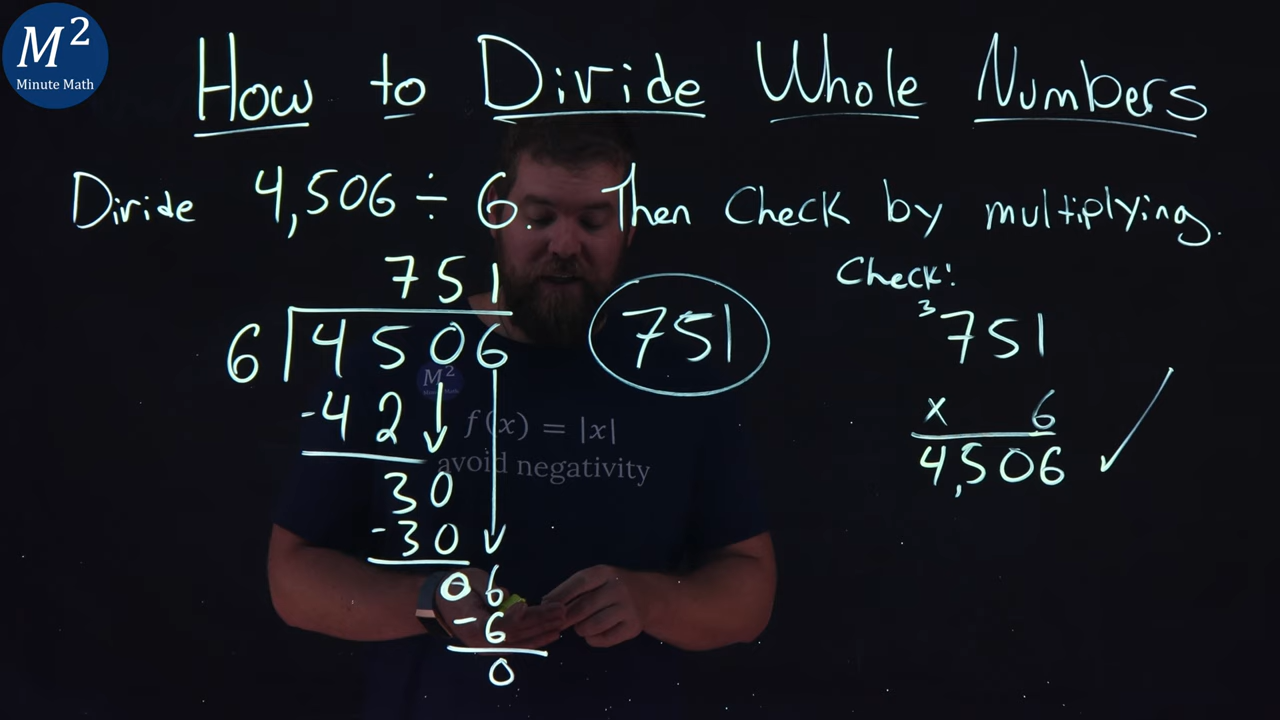 M²
Minute Math
How to Divide Whole Numbers
Divide 4,506 ÷ 6. Then Check by multiplying.
751
6 4506
-42
30
-30
06
-6
0
751
Check:
3
751
x 6
4,506
✓
M²
f(x) = |x|
avoid negativity